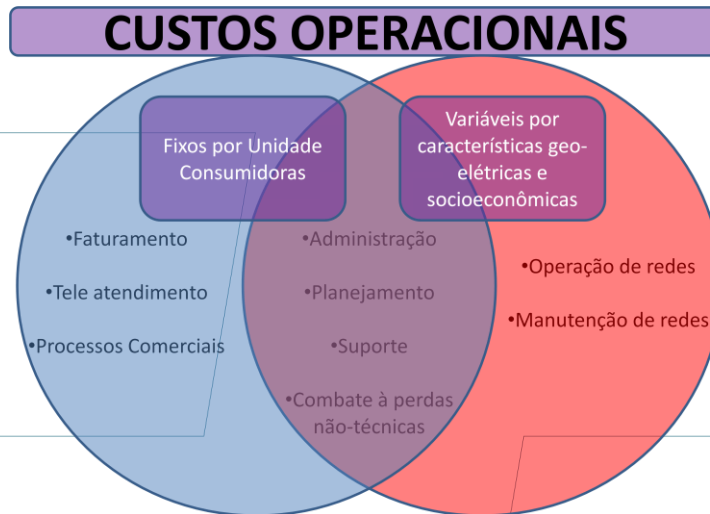 CUSTOS OPERACIONAIS
Fixos por Unidade
Consumidoras
Variáveis por
características geo-
elétricas e
socioeconômicas
•Faturamento
•Tele atendimento
•Processos Comerciais
•Administração
•Planejamento
•Suporte
•Combate à perdas
não-técnicas
•Operação de redes
•Manutenção de redes